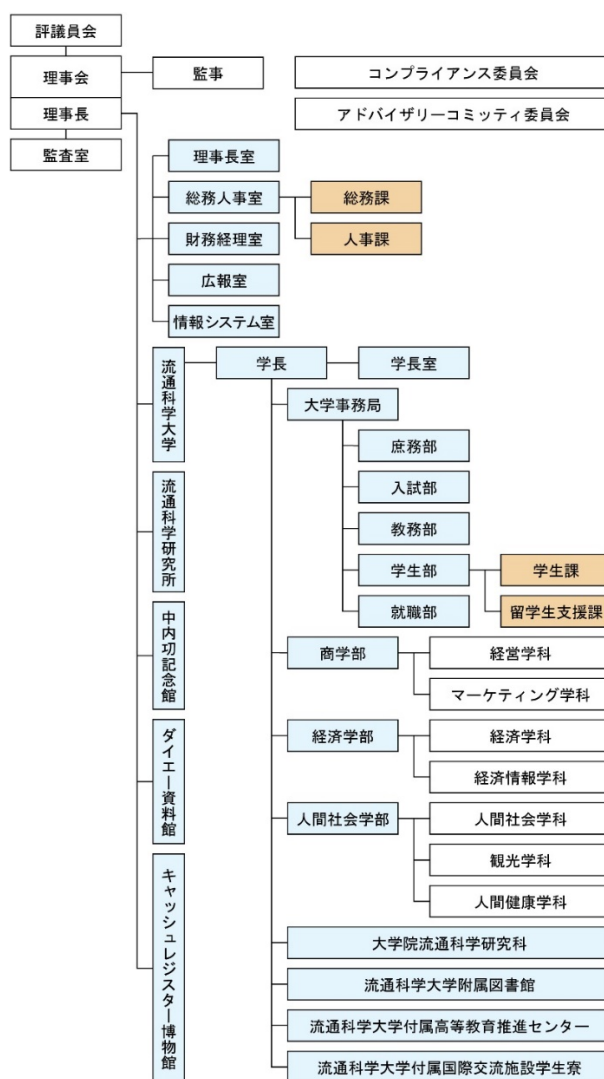 評議員会
理事会
監事
コンプライアンス委員会
理事長
アドバイザリーコミッティ委員会
監査室
理事長室
総務人事室
総務課
財務経理室
人事課
広報室
情報システム室
流通科学大学
学長
学長室
大学事務局
庶務部
入試部
流通科学研究所
教務部
学生部
学生課
就職部
留学生支援課
中内㓛記念館
商学部
経営学科
マーケティング学科
ダイエー資料館
経済学部
経済学科
経済情報学科
人間社会学部
人間社会学科
観光学科
人間健康学科
キャッシュレジスター博物館
大学院流通科学研究科
流通科学大学附属図書館
流通科学大学付属高等教育推進センター
流通科学大学付属国際交流施設学生寮